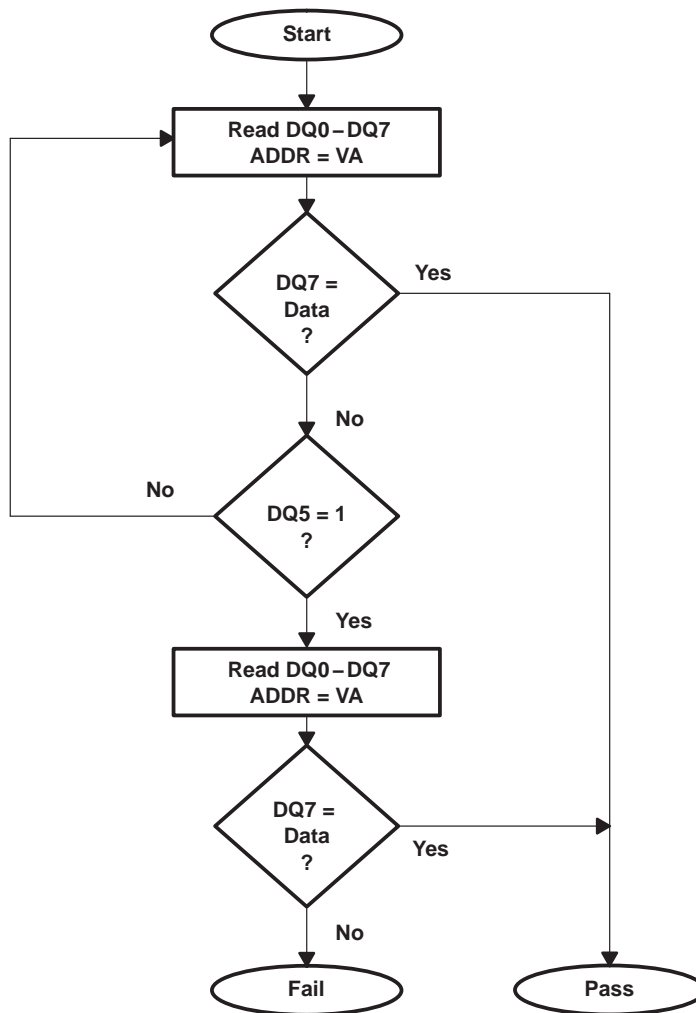 Start
Read DQ0–DQ7
ADDR = VA
DQ7 =
Data
?
Yes
No
DQ5 = 1
?
No
Yes
Read DQ0–DQ7
ADDR = VA
DQ7 =
Data
?
Yes
No
Fail
Pass